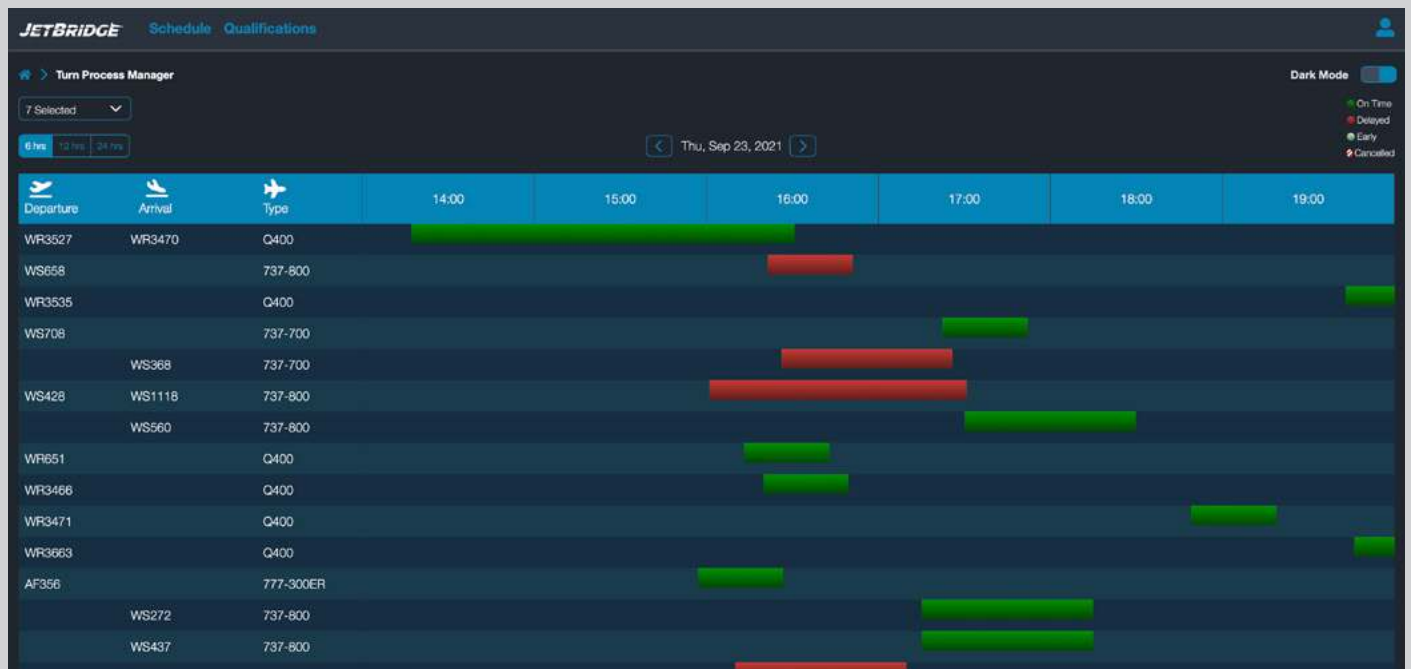 JETBRIDGE Schedule Qualifications
Turn Process Manager Dark Mode
7 Selected On Time
Delayed
6 hrs 12 hrs 24 hrs Thu, Sep 23, 2021 Early
Cancelled
Departure Arrival Type 14:00 15:00 16:00 17:00 18:00 19:00
WR3527 WR3470 Q400
WS658 737-800
WR3535 Q400
WS708 737-700
WS368 737-700
WS428 WS1118 737-800
WS560 737-800
WR651 Q400
WR3466 Q400
WR3471 Q400
WR3663 Q400
AF356 777-300ER
WS272 737-800
WS437 737-800